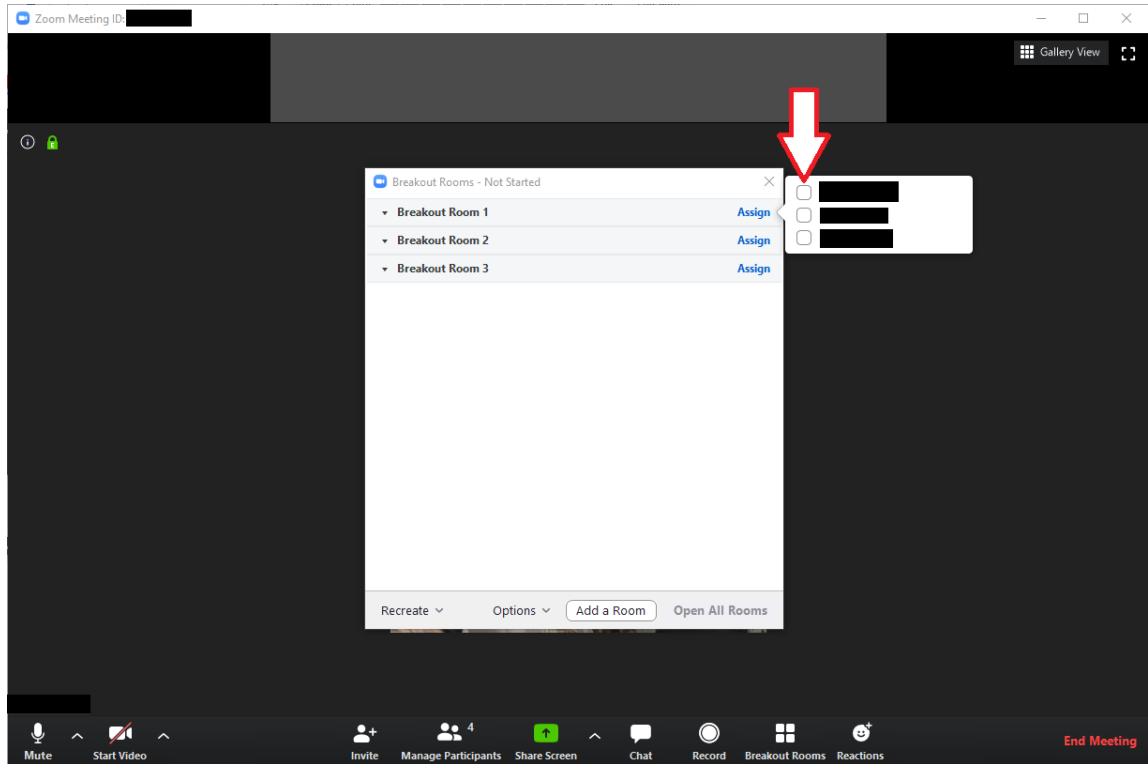 Zoom Meeting ID:
Gallery View
Breakout Rooms - Not Started
Breakout Room 1 Assign
Breakout Room 2 Assign
Breakout Room 3 Assign
Recreate Options Add a Room Open All Rooms
4
Mute Start Video Invite Manage Participants Share Screen Chat Record Breakout Rooms Reactions End Meeting